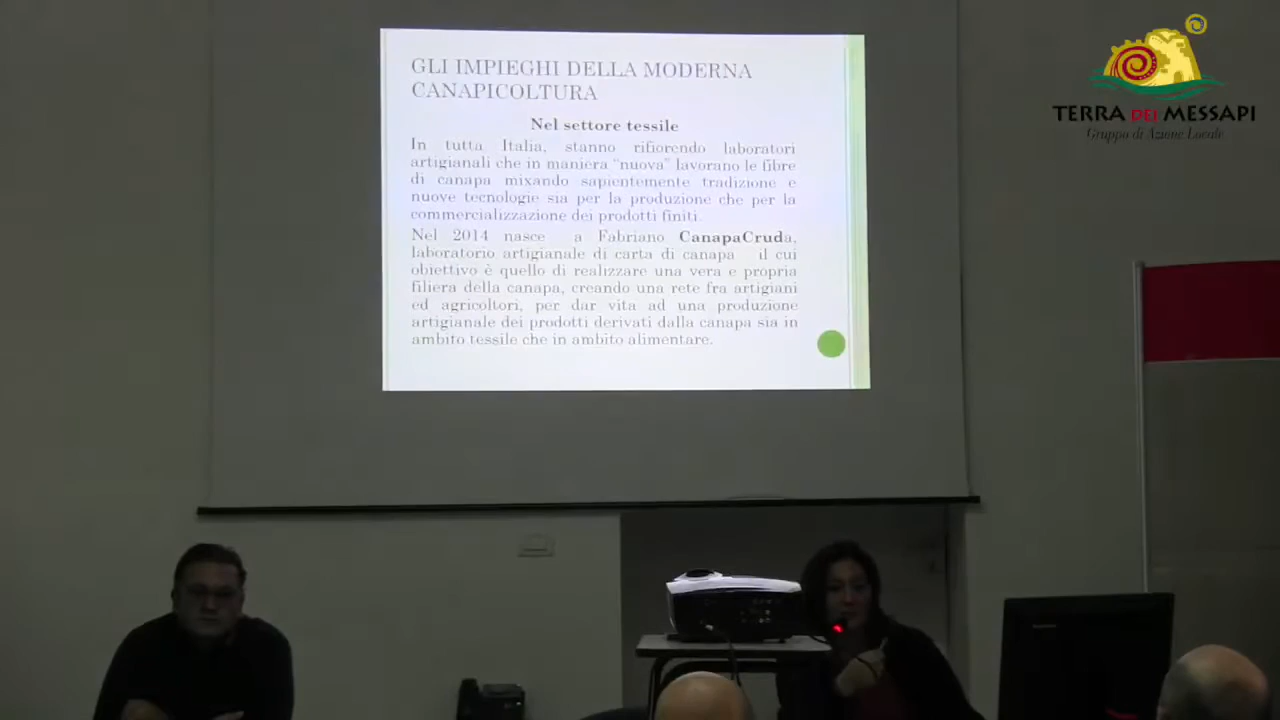 GLI IMPIEGHI DELLA MODERNA
CANAPICOLTURA
Nel settore tessile
In tutta Italia, stanno rifiorendo laboratori
artigianali che in maniera "nuova" lavorano le fibre
di canapa mixando sapientemente tradizione e
nuove tecnologie sia per la produzione che per la
commercializzazione dei prodotti finiti.
Nel 2014 nasce a Fabriano CanapaCruda,
laboratorio artigianale di carta di canapa il cui
obiettivo è quello di realizzare una vera e propria
filiera della canapa, creando una rete fra artigiani
ed agricoltori, per dar vita ad una produzione
artigianale dei prodotti derivati dalla canapa sia in
ambito tessile che in ambito alimentare.
TERRA DEI MESSAPI
Gruppo di Azione Locale